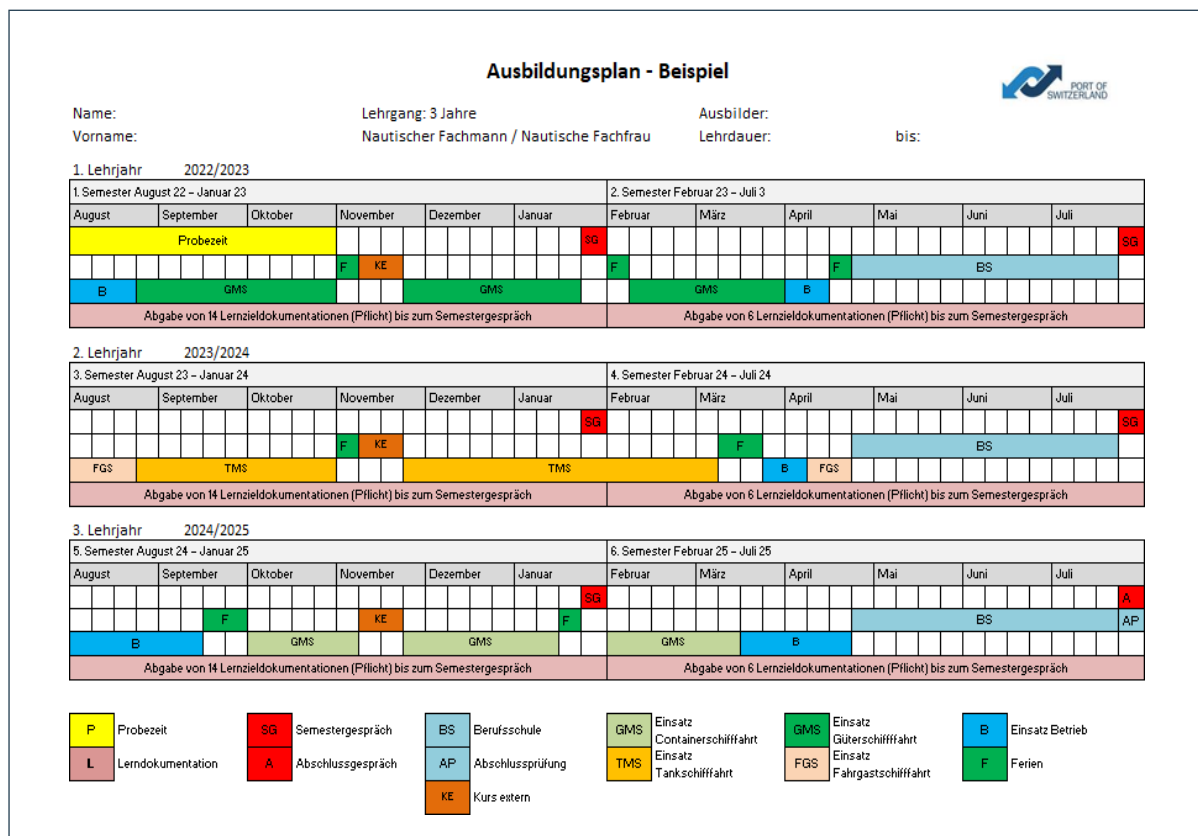 Ausbildungsplan - Beispiel
PORT OF
SWITZERLAND
Name: Lehrgang: 3 Jahre Ausbilder:
Vorname: Nautischer Fachmann / Nautische Fachfrau Lehrdauer: bis:
1. Lehrjahr 2022/2023
1. Semester August 22 – Januar 23 2. Semester Februar 23 – Juli 3
August September Oktober November Dezember Januar Februar März April Mai Juni Juli
Probezeit SG SG
F KE F F BS
B GMS GMS GMS B
Abgabe von 14 Lernzieldokumentationen (Pflicht) bis zum Semestergespräch Abgabe von 6 Lernzieldokumentationen (Pflicht) bis zum Semestergespräch
2. Lehrjahr 2023/2024
3. Semester August 23 – Januar 24 4. Semester Februar 24 – Juli 24
August September Oktober November Dezember Januar Februar März April Mai Juni Juli
SG SG
F KE F BS
FGS TMS TMS B FGS
Abgabe von 14 Lernzieldokumentationen (Pflicht) bis zum Semestergespräch Abgabe von 6 Lernzieldokumentationen (Pflicht) bis zum Semestergespräch
3. Lehrjahr 2024/2025
5. Semester August 24 – Januar 25 6. Semester Februar 25 – Juli 25
August September Oktober November Dezember Januar Februar März April Mai Juni Juli
SG A
F KE F BS AP
B GMS GMS GMS B
Abgabe von 14 Lernzieldokumentationen (Pflicht) bis zum Semestergespräch Abgabe von 6 Lernzieldokumentationen (Pflicht) bis zum Semestergespräch
P Probezeit
L Lerndokumentation
SG Semestergespräch
A Abschlussgespräch
BS Berufsschule
AP Abschlussprüfung
KE Kurs extern
GMS Einsatz
Containerschifffahrt
TMS Einsatz
Tankschifffahrt
GMS Einsatz
Güterschifffahrt
FGS Einsatz
Fahrgastschifffahrt
B Einsatz Betrieb
F Ferien